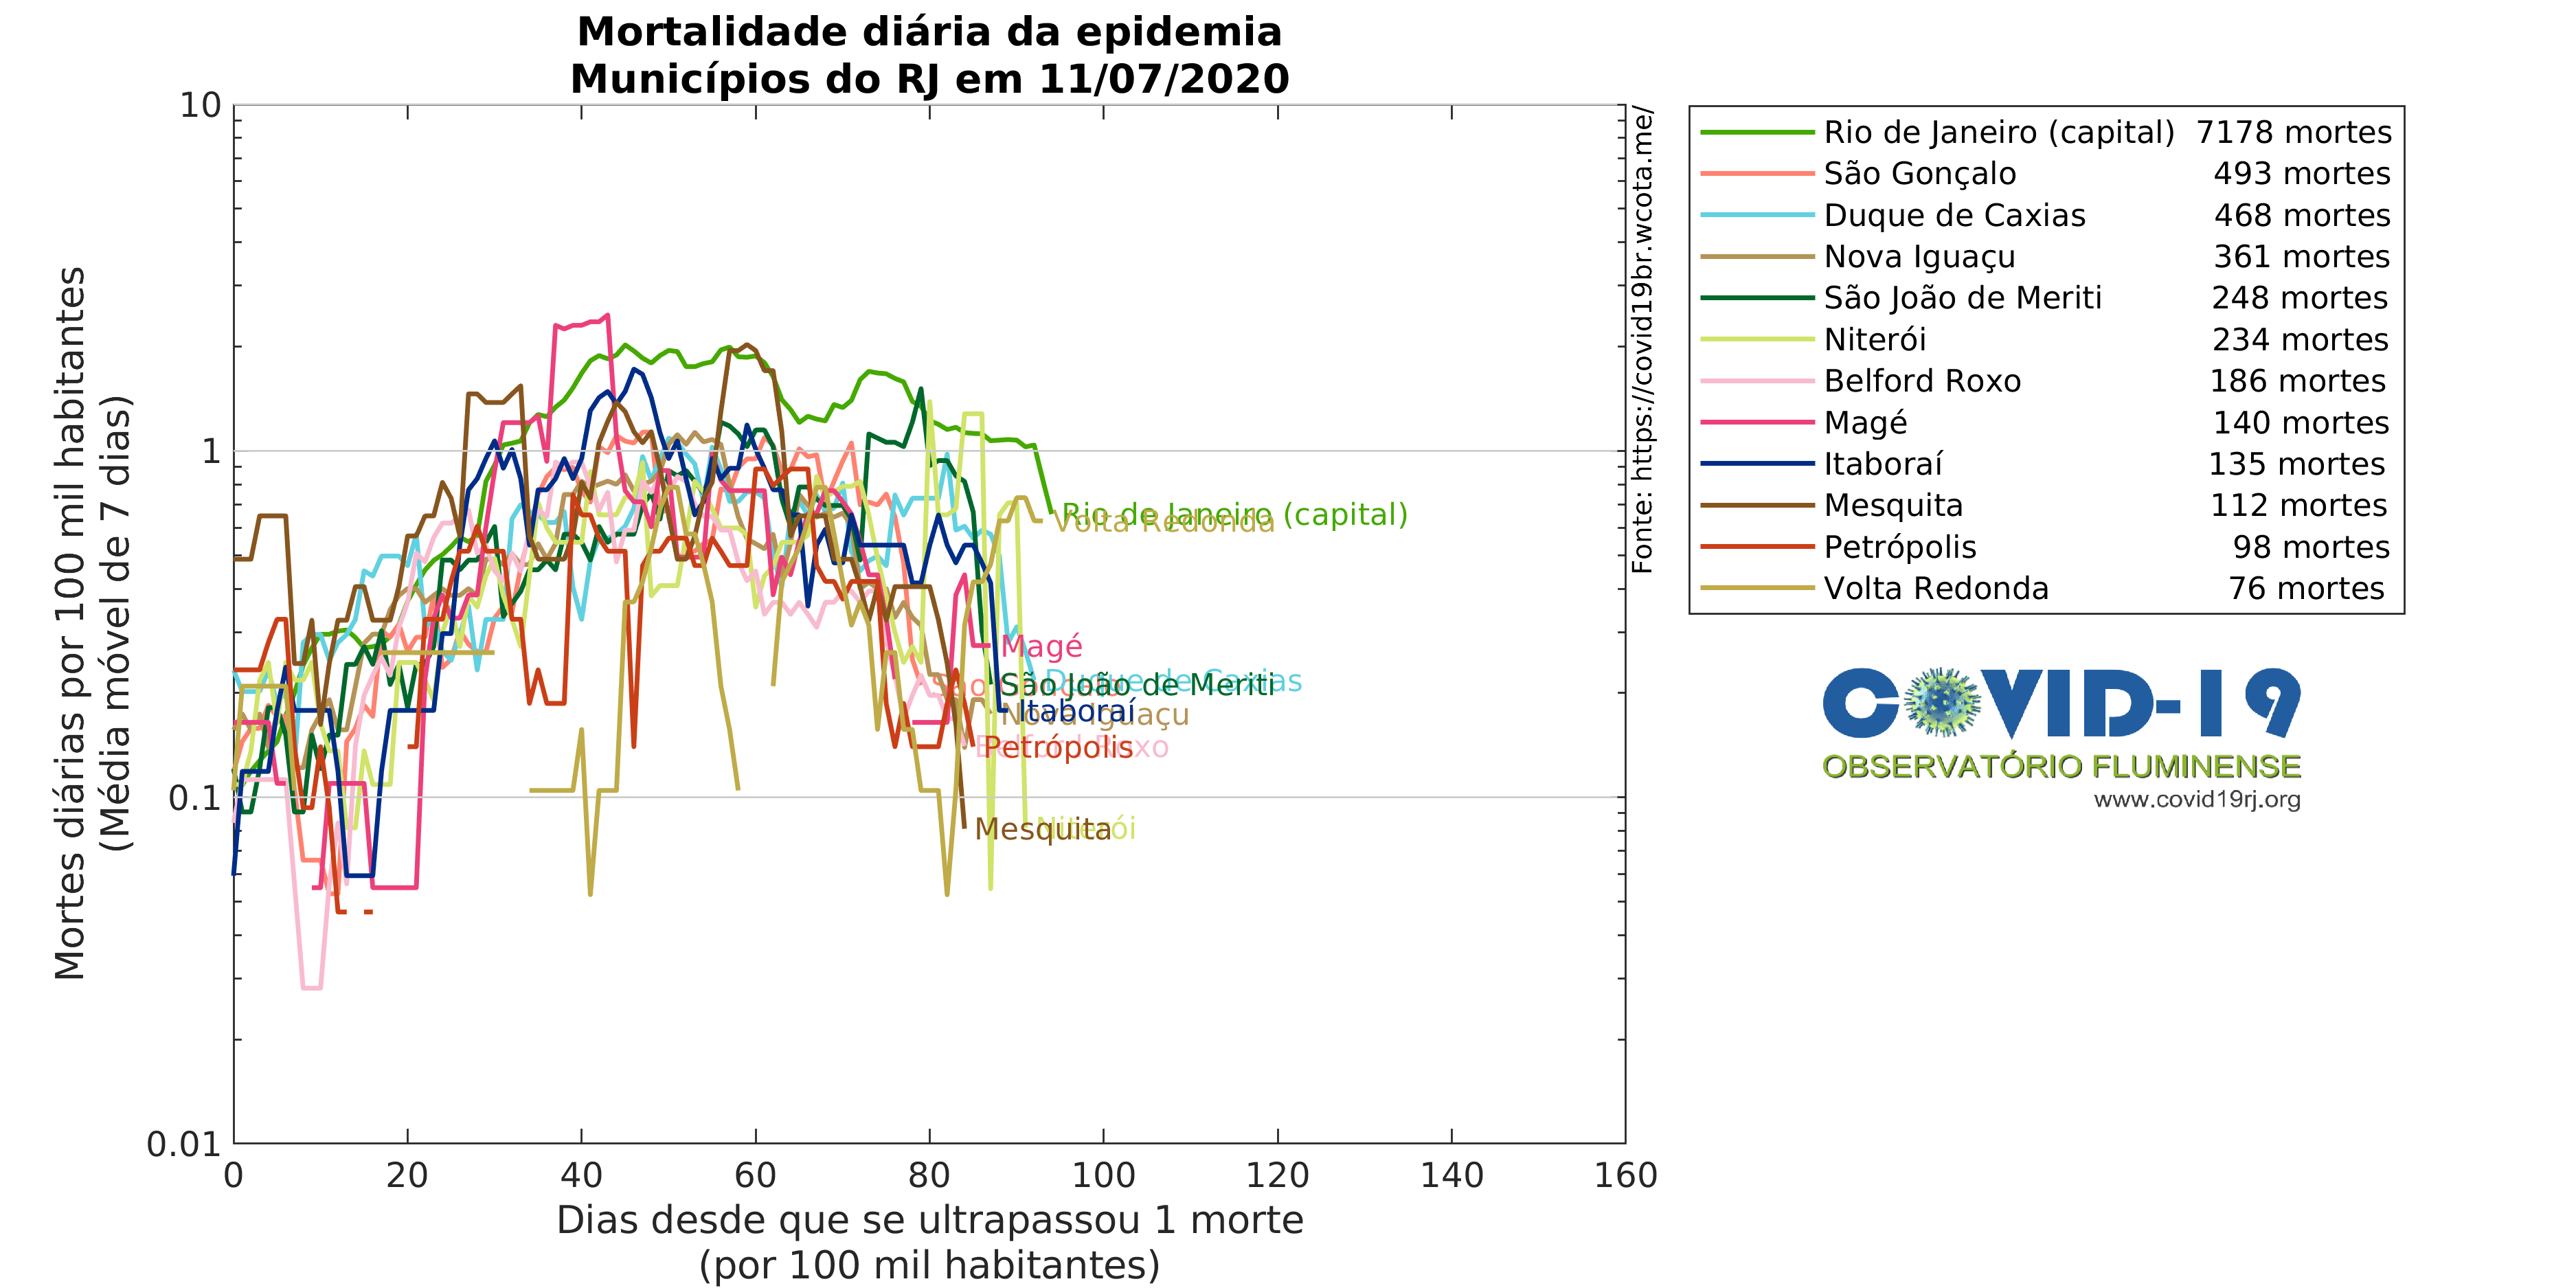 Mortalidade diária da epidemia
Municípios do RJ em 11/07/2020
Mortes diárias por 100 mil habitantes
(Média móvel de 7 dias)
10
1
0.1
0.01
0 20 40 60 80 100 120 140 160
Dias desde que se ultrapassou 1 morte
(por 100 mil habitantes)
Fonte: https://covid19br.wcota.me/
Rio de Janeiro (capital)
Volta Redonda
Magé
São Gonçalo
Duque de Caxias
São João de Meriti
Nova Iguaçu
Itaboraí
Belford Roxo
Petrópolis
Niterói
Mesquita
Rio de Janeiro (capital) 7178 mortes
São Gonçalo 493 mortes
Duque de Caxias 468 mortes
Nova Iguaçu 361 mortes
São João de Meriti 248 mortes
Niterói 234 mortes
Belford Roxo 186 mortes
Magé 140 mortes
Itaboraí 135 mortes
Mesquita 112 mortes
Petrópolis 98 mortes
Volta Redonda 76 mortes
COVID-19
OBSERVATÓRIO FLUMINENSE
www.covid19rj.org